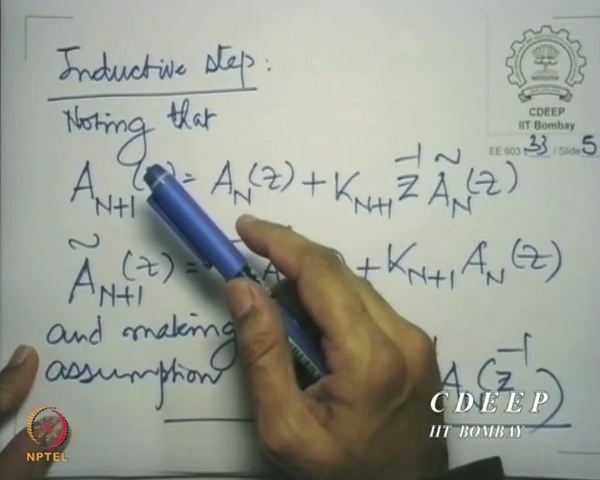 Inductive step:
Noting that
A_{N+1}( ) = A_N(z) + K_{N+1} z^{-1} Ã_N(z)
Ã_{N+1}(z) = A + K_{N+1} A_N(z)
and making
assumption A_N(z^{-1})
CDEEP
IIT Bombay
EE 603 33 / Slide 5
CDEEP
IIT BOMBAY
NPTEL